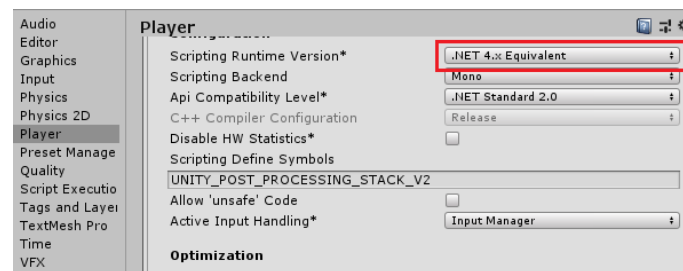 Audio
Editor
Graphics
Input
Physics
Physics 2D
Player
Preset Manage
Quality
Script Executio
Tags and Layer
TextMesh Pro
Time
VFX
Player
Configuration
Scripting Runtime Version* .NET 4.x Equivalent
Scripting Backend Mono
Api Compatibility Level* .NET Standard 2.0
C++ Compiler Configuration Release
Disable HW Statistics*
Scripting Define Symbols
UNITY_POST_PROCESSING_STACK_V2
Allow 'unsafe' Code
Active Input Handling* Input Manager
Optimization